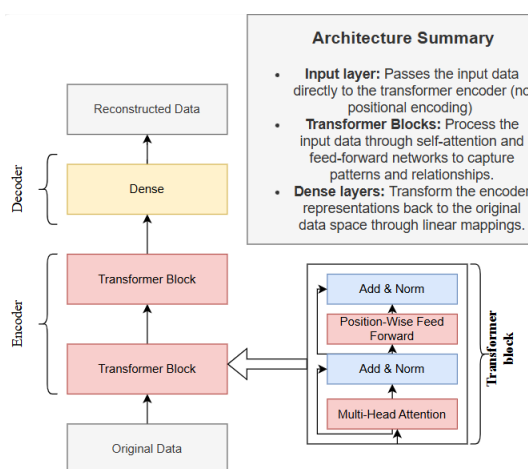 Architecture Summary
• Input layer: Passes the input data
directly to the transformer encoder (no
positional encoding)
• Transformer Blocks: Process the
input data through self-attention and
feed-forward networks to capture
patterns and relationships.
• Dense layers: Transform the encoder
representations back to the original
data space through linear mappings.
Reconstructed Data
Decoder
Dense
Encoder
Transformer Block
Transformer Block
Original Data
Add & Norm
Position-Wise Feed
Forward
Add & Norm
Multi-Head Attention
Transformer
block